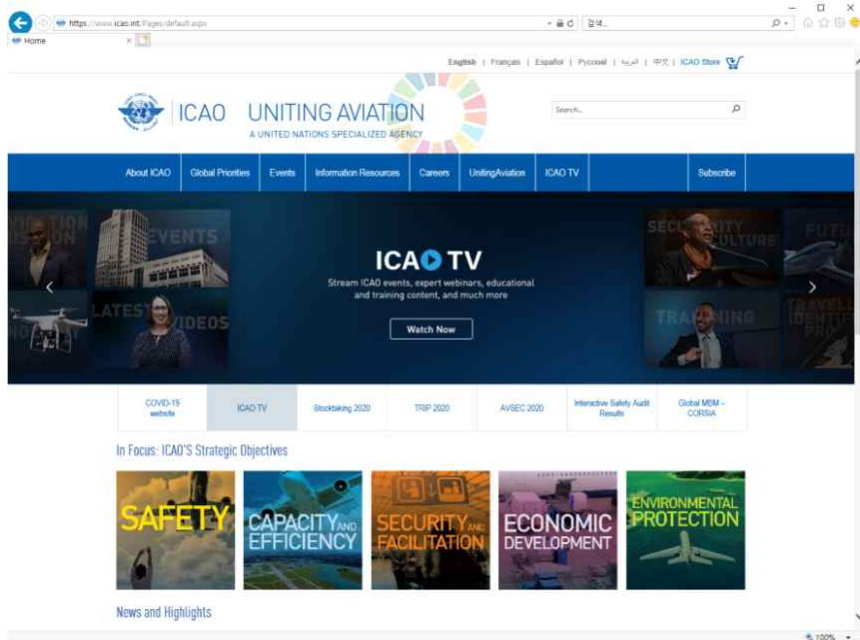 https://www.icao.int/Pages/default.aspx
검색...
Home
English | Français | Español | Русский | العربية | 中文 | ICAO Store
ICAO UNITING AVIATION
A UNITED NATIONS SPECIALIZED AGENCY
Search...
About ICAO Global Priorities Events Information Resources Careers UnitingAviation ICAO TV Subscribe
EVENTS
SECURITY
CULTURE
ICAO TV
Stream ICAO events, expert webinars, educational
and training content, and much more
Watch Now
LATEST
VIDEOS
TRAINING
COVID-19
website
ICAO TV
Stocktaking 2020
TRIP 2020
AVSEC 2020
Interactive Safety Audit
Results
Global MBM –
CORSIA
In Focus: ICAO'S Strategic Objectives
SAFETY
CAPACITY AND
EFFICIENCY
SECURITY AND
FACILITATION
ECONOMIC
DEVELOPMENT
ENVIRONMENTAL
PROTECTION
News and Highlights
100%